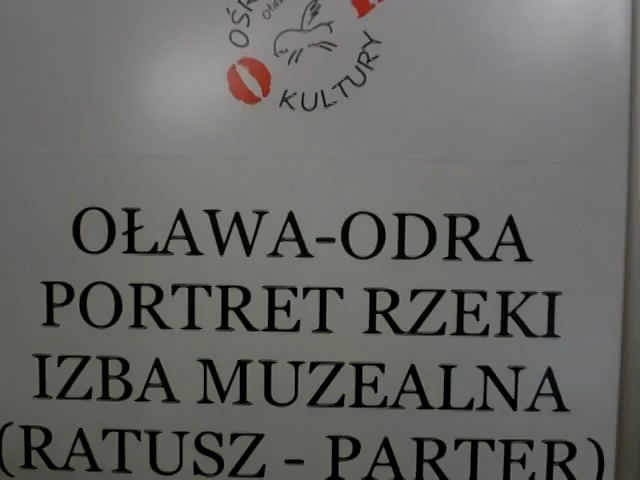 KULTURY
OŁAWA-ODRA
PORTRET RZEKI
IZBA MUZEALNA
(RATUSZ - PARTER)